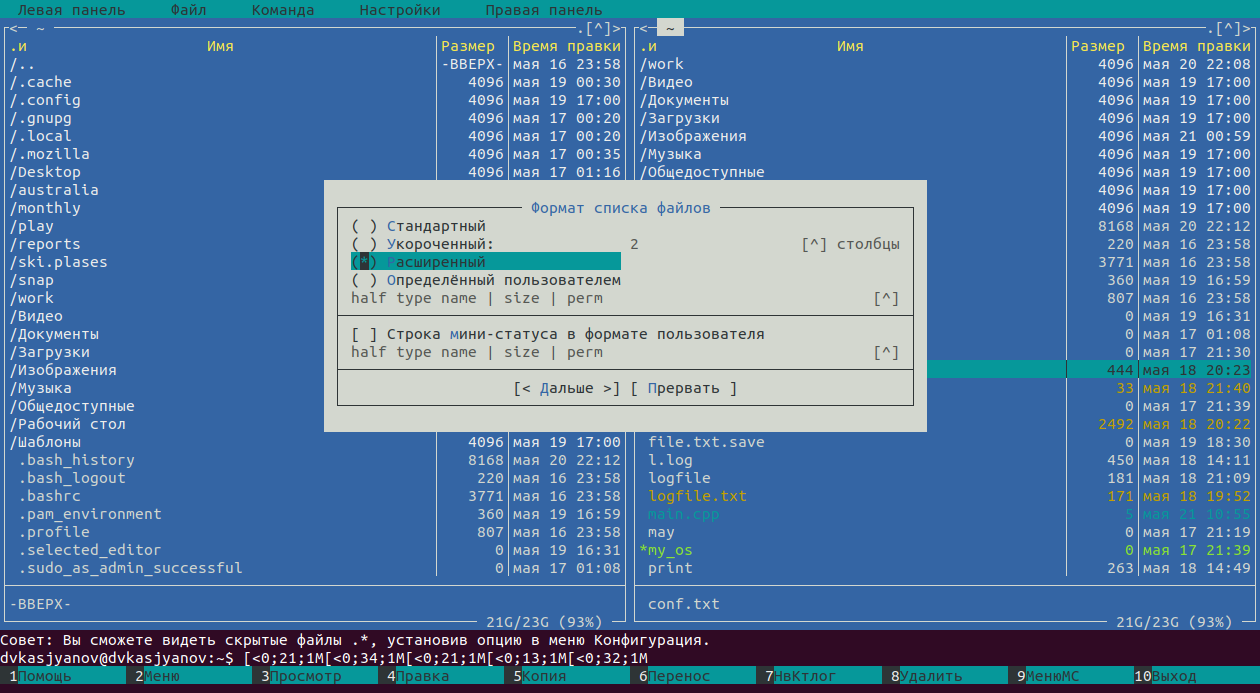 Левая панель Файл Команда Настройки Правая панель
<─ ~ .[^]> <─ ~ .[^]>
.и Имя Размер Время правки .и Имя Размер Время правки
/.. -ВВЕРХ- мая 16 23:58 /work 4096 мая 20 22:08
/.cache 4096 мая 19 00:30 /Видео 4096 мая 19 17:00
/.config 4096 мая 19 17:00 /Документы 4096 мая 19 17:00
/.gnupg 4096 мая 17 00:20 /Загрузки 4096 мая 19 17:00
/.local 4096 мая 17 00:20 /Изображения 4096 мая 21 00:59
/.mozilla 4096 мая 17 00:35 /Музыка 4096 мая 19 17:00
/Desktop 4096 мая 17 01:16 /Общедоступные 4096 мая 19 17:00
/australia 4096 мая 19 17:00
/monthly Формат списка файлов 4096 мая 19 17:00
/play ( ) Стандартный 8168 мая 20 22:12
/reports ( ) Укороченный: 2 [^] столбцы 220 мая 16 23:58
/ski.plases (*) Расширенный 3771 мая 16 23:58
/snap ( ) Определённый пользователем 360 мая 19 16:59
/work half type name | size | perm [^] 807 мая 16 23:58
/Видео 0 мая 19 16:31
/Документы [ ] Строка мини-статуса в формате пользователя 0 мая 17 01:08
/Загрузки half type name | size | perm [^] 0 мая 17 21:30
/Изображения 444 мая 18 20:23
/Музыка [< Дальше >] [ Прервать ] 33 мая 18 21:40
/Общедоступные 0 мая 17 21:39
/Рабочий стол 2492 мая 18 20:22
/Шаблоны 4096 мая 19 17:00 file.txt.save 0 мая 19 18:30
.bash_history 8168 мая 20 22:12 l.log 450 мая 18 14:11
.bash_logout 220 мая 16 23:58 logfile 181 мая 18 21:09
.bashrc 3771 мая 16 23:58 logfile.txt 171 мая 18 19:52
.pam_environment 360 мая 19 16:59 main.cpp 5 мая 21 10:55
.profile 807 мая 16 23:58 may 0 мая 17 21:19
.selected_editor 0 мая 19 16:31 *my_os 0 мая 17 21:39
.sudo_as_admin_successful 0 мая 17 01:08 print 263 мая 18 14:49
-ВВЕРХ- conf.txt
21G/23G (93%) 21G/23G (93%)
Совет: Вы сможете видеть скрытые файлы .*, установив опцию в меню Конфигурация.
dvkasjyanov@dvkasjyanov:~$ [<0;21;1M[<0;34;1M[<0;21;1M[<0;13;1M[<0;32;1M
1Помощь 2Меню 3Просмотр 4Правка 5Копия 6Перенос 7НвКтлог 8Удалить 9МенюМС 10Выход